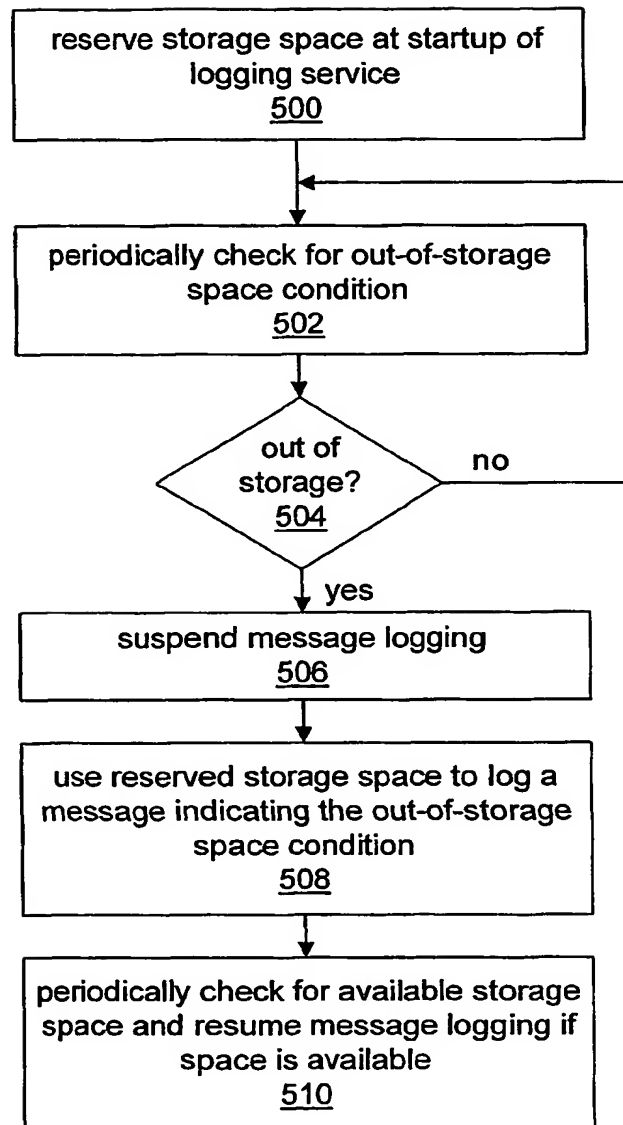 reserve storage space at startup of
logging service
500
periodically check for out-of-storage
space condition
502
out of
storage?
504
no
yes
suspend message logging
506
use reserved storage space to log a
message indicating the out-of-storage
space condition
508
periodically check for available storage
space and resume message logging if
space is available
510